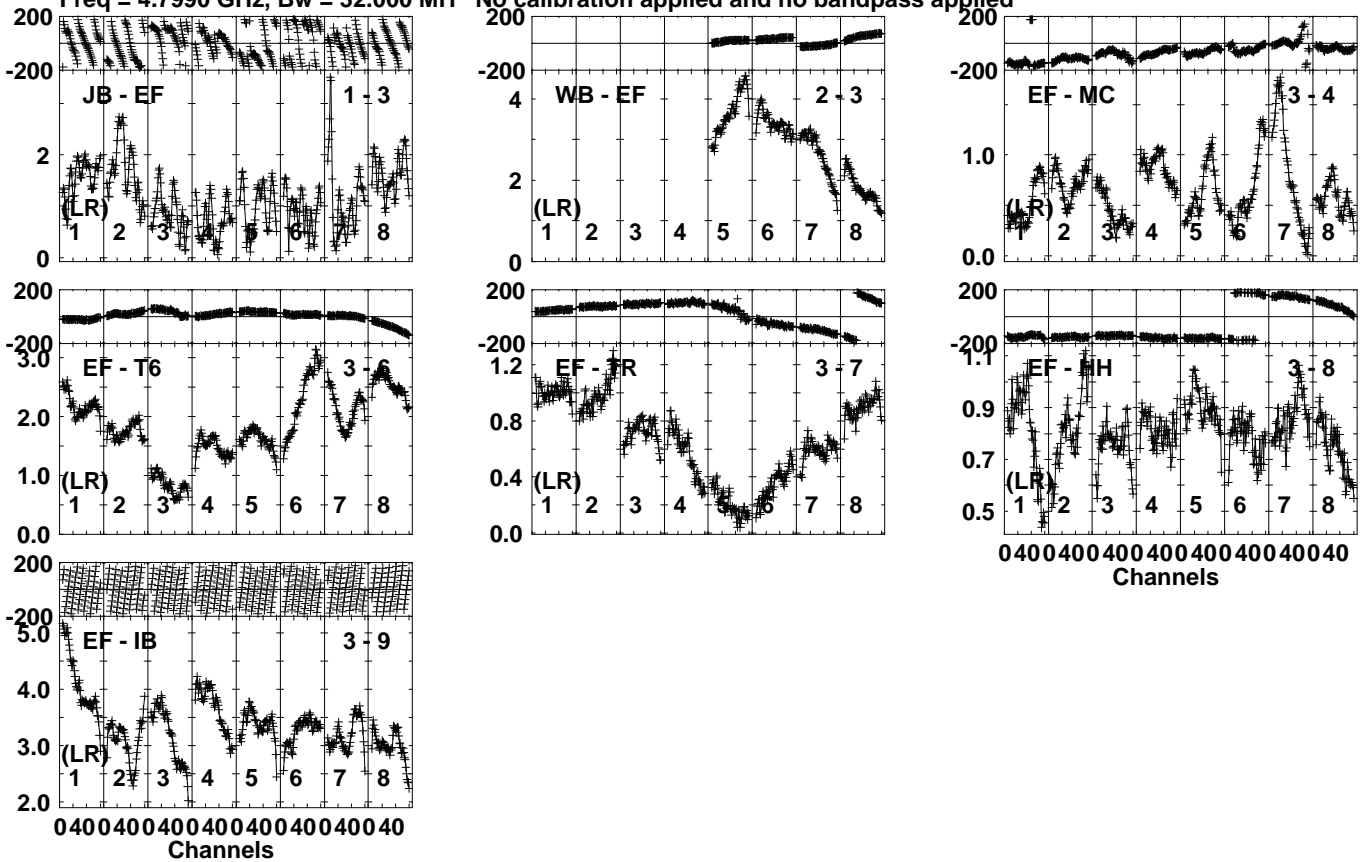 Freq = 4.7990 GHz, Bw = 32.000 MH No calibration applied and no bandpass applied
200
-200
JB - EF 1 - 3
2
0
(LR)
1 2 3 4 5 6 7 8
200
-200
WB - EF 2 - 3
4
2
0
(LR)
1 2 3 4 5 6 7 8
200
-200
EF - MC 3 - 4
1.0
0.0
(LR)
1 2 3 4 5 6 7 8
200
-200
3.0
EF - T6 3 - 6
2.0
1.0
0.0
(LR)
1 2 3 4 5 6 7 8
200
-200
1.2
EF - TR 3 - 7
0.8
0.4
0.0
(LR)
1 2 3 4 5 6 7 8
200
-200
1.1
EF - HH 3 - 8
0.9
0.7
0.5
(LR)
1 2 3 4 5 6 7 8
0 40 0 40 0 40 0 40 0 40 0 40 0 40 0 40
Channels
200
-200
5.0
EF - IB 3 - 9
4.0
3.0
2.0
(LR)
1 2 3 4 5 6 7 8
0 40 0 40 0 40 0 40 0 40 0 40 0 40 0 40
Channels